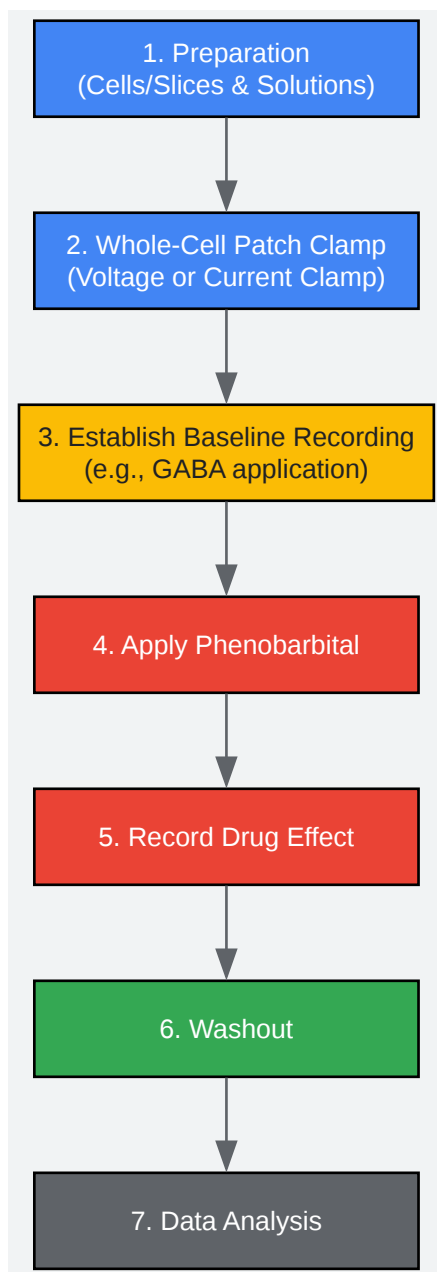 1. Preparation
(Cells/Slices & Solutions)
2. Whole-Cell Patch Clamp
(Voltage or Current Clamp)
3. Establish Baseline Recording
(e.g., GABA application)
4. Apply Phenobarbital
5. Record Drug Effect
6. Washout
7. Data Analysis